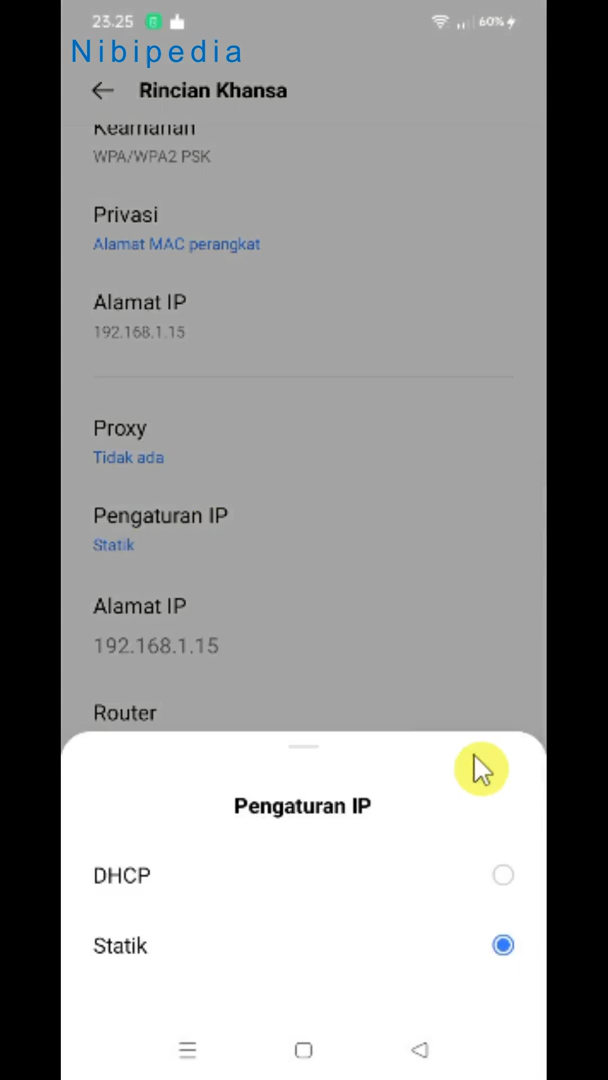 23.25
60%
Nibipedia
Rincian Khansa
Keamanan
WPA/WPA2 PSK
Privasi
Alamat MAC perangkat
Alamat IP
192.168.1.15
Proxy
Tidak ada
Pengaturan IP
Statik
Alamat IP
192.168.1.15
Router
Pengaturan IP
DHCP
Statik